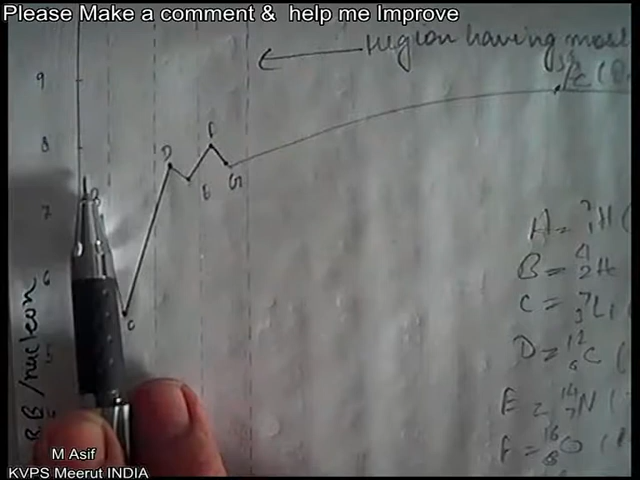 Please Make a comment & help me Improve
region having most
9
8
7
6
5
B.B/nucleon
D
F
E
G
B
C
A = ²₁H (
B = ⁴₂H
C = ⁷₃Li
D = ¹²₆C (
E = ¹⁴₇N (
F = ¹⁶₈O (
M Asif
KVPS Meerut INDIA